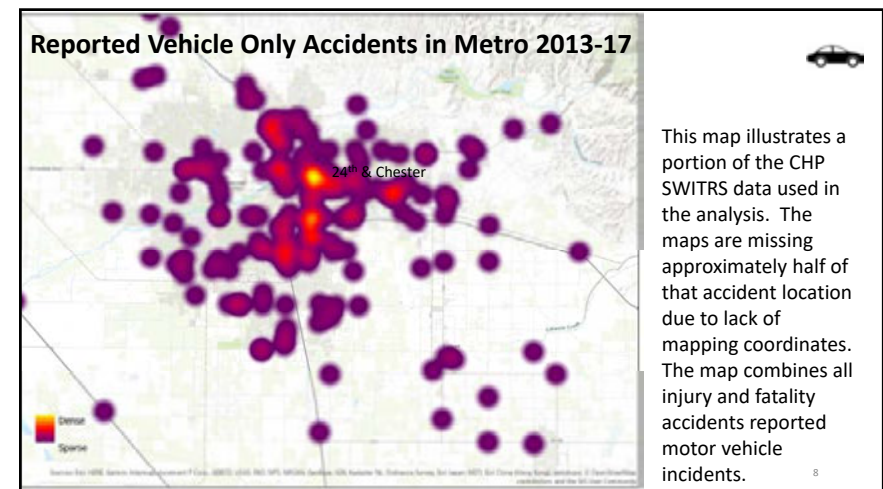 Reported Vehicle Only Accidents in Metro 2013-17
24th & Chester
This map illustrates a
portion of the CHP
SWITRS data used in
the analysis.  The
maps are missing
approximately half of
that accident location
due to lack of
mapping coordinates.
The map combines all
injury and fatality
accidents reported
motor vehicle
incidents.
Dense
Sparse
8